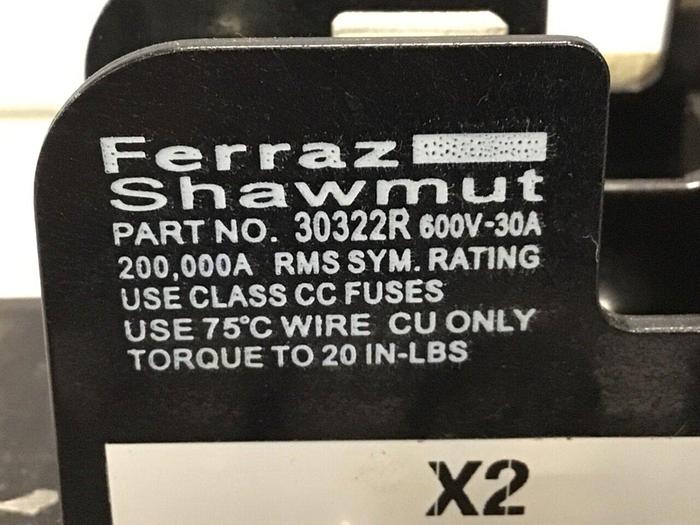 Ferraz
Shawmut
PART NO. 30322R 600V-30A
200,000A RMS SYM. RATING
USE CLASS CC FUSES
USE 75°C WIRE CU ONLY
TORQUE TO 20 IN-LBS
X2